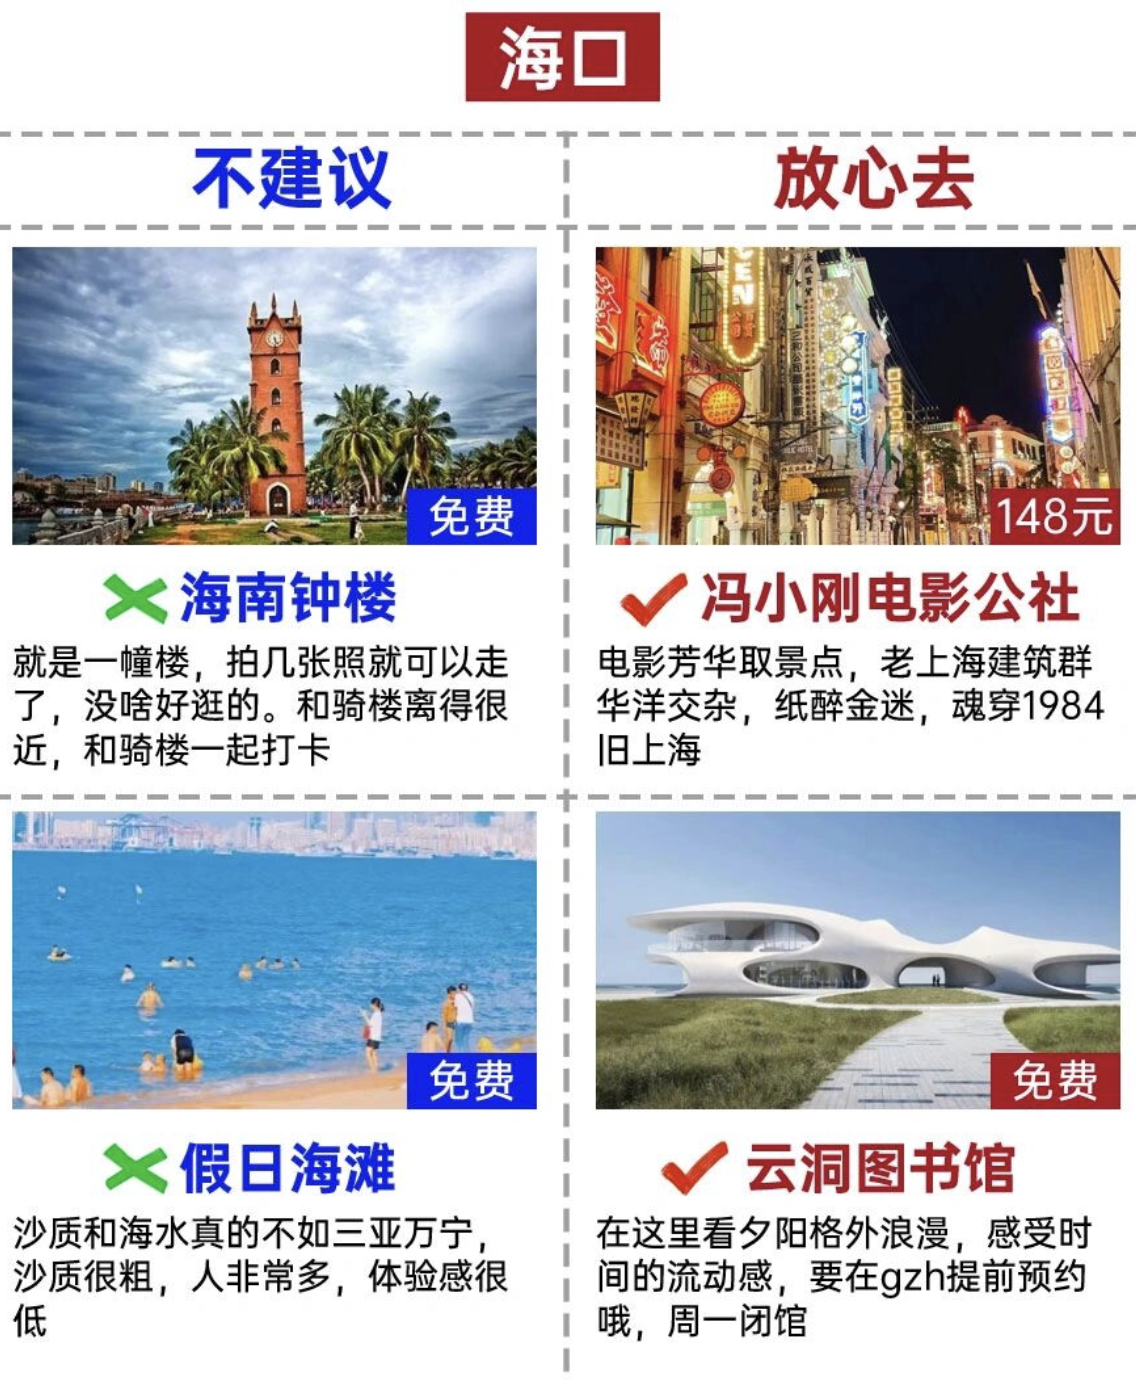 海口
不建议
放心去
免费
海南钟楼
就是一幢楼，拍几张照就可以走
了，没啥好逛的。和骑楼离得很
近，和骑楼一起打卡
148元
冯小刚电影公社
电影芳华取景点，老上海建筑群
华洋交杂，纸醉金迷，魂穿1984
旧上海
免费
假日海滩
沙质和海水真的不如三亚万宁，
沙质很粗，人非常多，体验感很
低
免费
云洞图书馆
在这里看夕阳格外浪漫，感受时
间的流动感，要在gzh提前预约
哦，周一闭馆